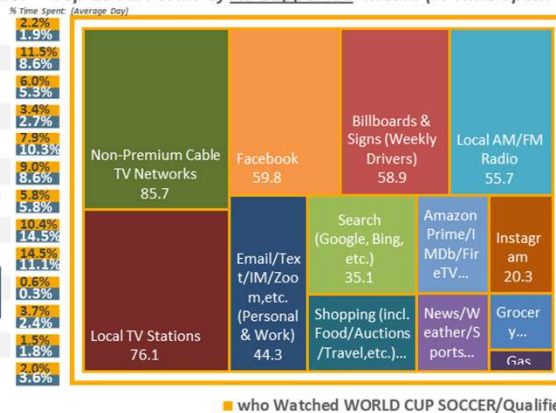 % Time Spent: (Average Day)
2.2%
1.9%
11.5%
8.6%
6.0%
5.3%
3.4%
2.7%
7.9%
10.3%
9.0%
8.6%
5.8%
5.8%
10.4%
14.5%
14.5%
11.1%
0.6%
0.3%
3.7%
2.4%
1.5%
1.8%
2.0%
3.6%
Non-Premium Cable
TV Networks
85.7
Facebook
59.8
Billboards &
Signs (Weekly
Drivers)
58.9
Local AM/FM
Radio
55.7
Local TV Stations
76.1
Email/Tex
t/IM/Zoo
m,etc.
(Personal
& Work)
44.3
Search
(Google, Bing,
etc.)
35.1
Amazon
Prime/I
MDb/Fir
eTV...
Instagr
am
20.3
Shopping (incl.
Food/Auctions
/Travel,etc.)...
News/W
eather/S
ports...
Grocer
y...
Gas
who Watched WORLD CUP SOCCER/Qualifie